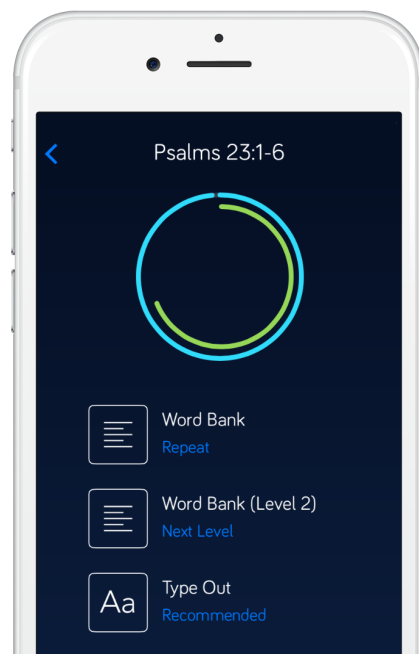 Psalms 23:1-6
Word Bank
Repeat
Word Bank (Level 2)
Next Level
Aa
Type Out
Recommended